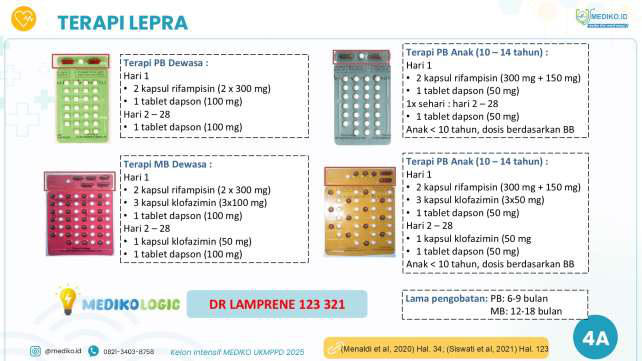 TERAPI LEPRA
MEDIKO.ID
Terapi PB Dewasa :
Hari 1
• 2 kapsul rifampisin (2 x 300 mg)
• 1 tablet dapson (100 mg)
Hari 2 – 28
• 1 tablet dapson (100 mg)
Terapi PB Anak (10 – 14 tahun) :
Hari 1
• 2 kapsul rifampisin (300 mg + 150 mg)
• 1 tablet dapson (50 mg)
1x sehari : hari 2 – 28
• 1 tablet dapson (50 mg)
Anak < 10 tahun, dosis berdasarkan BB
Terapi MB Dewasa :
Hari 1
• 2 kapsul rifampisin (2 x 300 mg)
• 3 kapsul klofazimin (3x100 mg)
• 1 tablet dapson (100 mg)
Hari 2 – 28
• 1 kapsul klofazimin (50 mg)
• 1 tablet dapson (100 mg)
Terapi PB Anak (10 – 14 tahun) :
Hari 1
• 2 kapsul rifampisin (300 mg + 150 mg)
• 3 kapsul klofazimin (3x50 mg)
• 1 tablet dapson (50 mg)
Hari 2 – 28
• 1 kapsul klofazimin (50 mg
• 1 tablet dapson (50 mg)
Anak < 10 tahun, dosis berdasarkan BB
MEDIKOLOGIC
DR LAMPRENE 123 321
Lama pengobatan: PB: 6-9 bulan
MB: 12-18 bulan
4A
@mediko.id
0821-3403-8758
Kelon Intensif MEDIKO UKMPPD 2025
(Menaldi et al, 2020) Hal. 34; (Siswati et al, 2021) Hal. 123